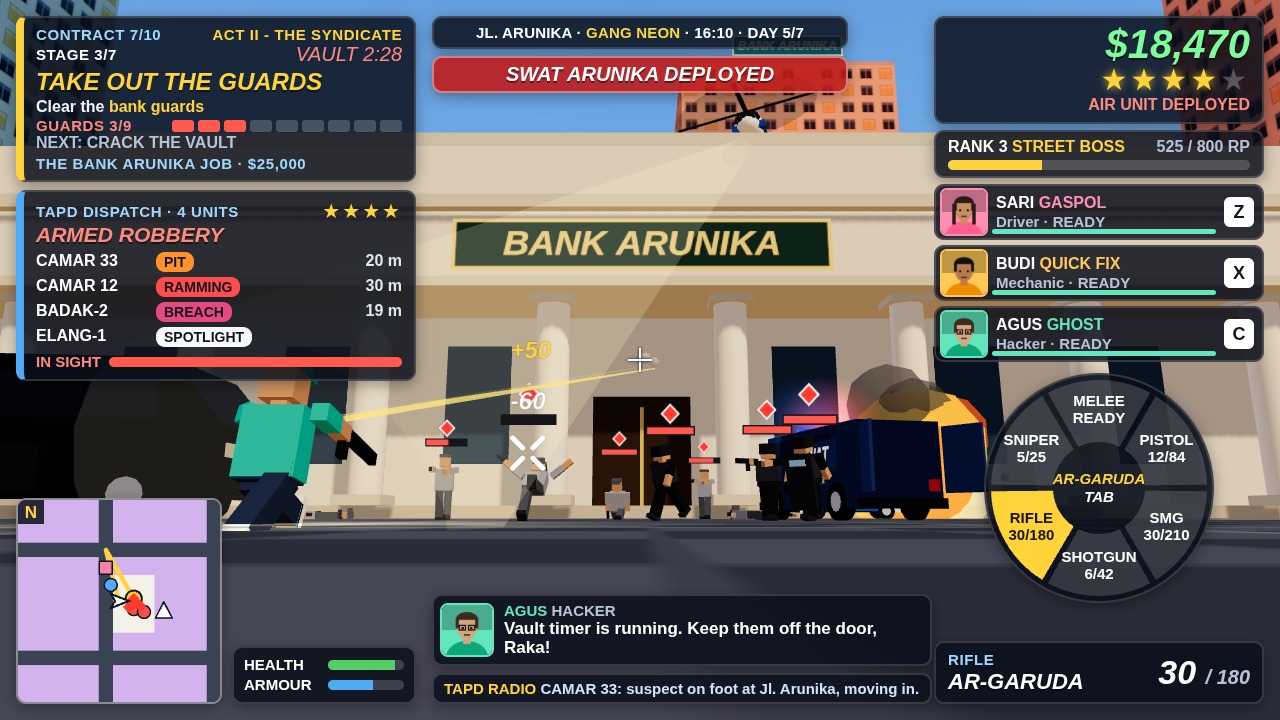 CONTRACT 7/10 ACT II - THE SYNDICATE
STAGE 3/7 VAULT 2:28
TAKE OUT THE GUARDS
Clear the bank guards
GUARDS 3/9
NEXT: CRACK THE VAULT
THE BANK ARUNIKA JOB · $25,000
TAPD DISPATCH · 4 UNITS ★★★★
ARMED ROBBERY
CAMAR 33 PIT 20 m
CAMAR 12 RAMMING 30 m
BADAK-2 BREACH 19 m
ELANG-1 SPOTLIGHT
IN SIGHT
JL. ARUNIKA · GANG NEON · 16:10 · DAY 5/7
BANK ARUNIKA
SWAT ARUNIKA DEPLOYED
$18,470
★★★★★
AIR UNIT DEPLOYED
RANK 3 STREET BOSS 525 / 800 RP
SARI GASPOL
Driver · READY
Z
BUDI QUICK FIX
Mechanic · READY
X
AGUS GHOST
Hacker · READY
C
BANK ARUNIKA
+50
-60
MELEE
READY
SNIPER
5/25
PISTOL
12/84
AR-GARUDA
TAB
RIFLE
30/180
SMG
30/210
SHOTGUN
6/42
N
HEALTH
ARMOUR
AGUS HACKER
Vault timer is running. Keep them off the door,
Raka!
TAPD RADIO CAMAR 33: suspect on foot at Jl. Arunika, moving in.
RIFLE
AR-GARUDA 30 / 180